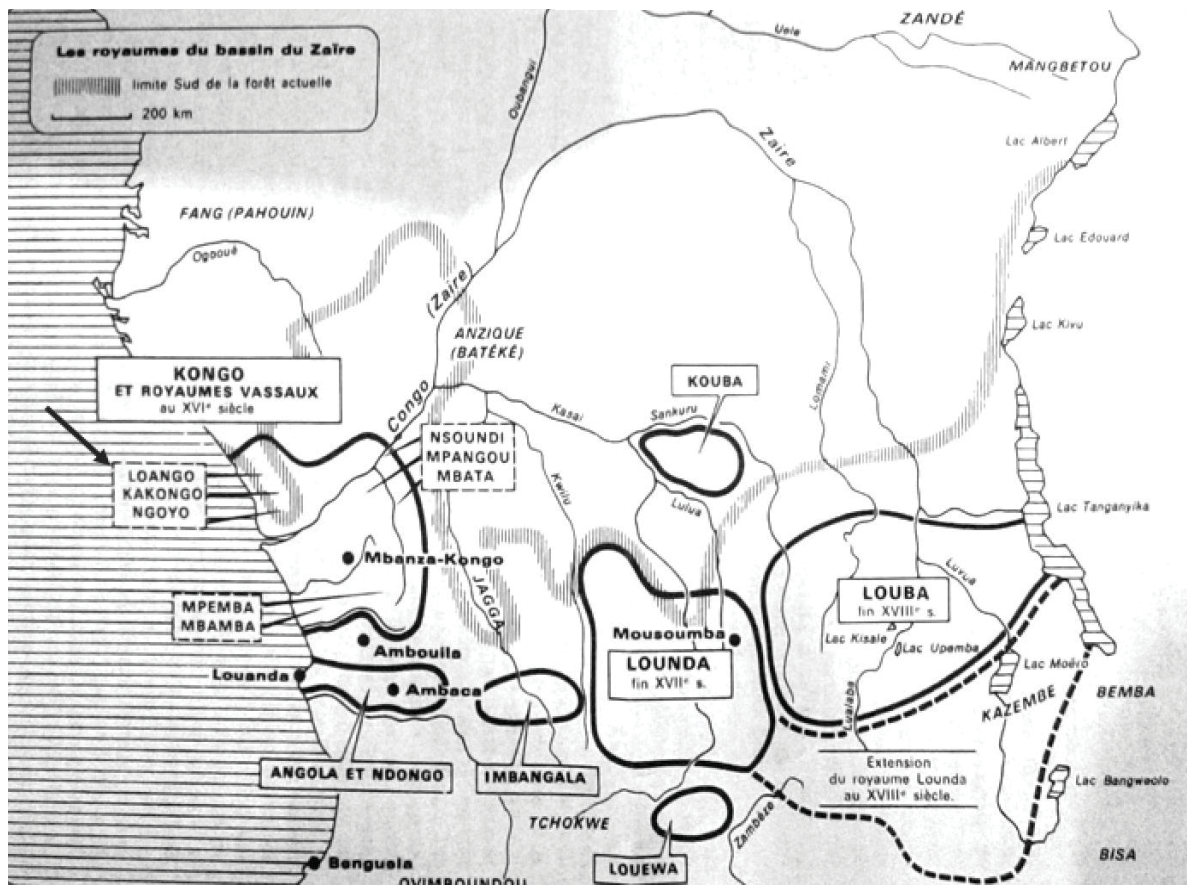 Les royaumes du bassin du Zaïre
limite Sud de la forêt actuelle
200 km
Uele
ZANDÉ
MANGBETOU
Oubangui
Zaïre
Lac Albert
FANG (PAHOUIN)
Ogooué
Lac Edouard
(Zaïre)
Lac Kivu
ANZIQUE
(BATÉKÉ)
KONGO
ET ROYAUMES VASSAUX
au XVIe siècle
Congo
KOUBA
Kasai
Sankuru
Lomami
NSOUNDI
MPANGOU
MBATA
LOANGO
KAKONGO
NGOYO
Kwilu
Lulua
Lac Tanganyika
Mbanza-Kongo
JAGGA
Luvua
LOUBA
fin XVIIIe s.
MPEMBA
MBAMBA
Ambouila
Mousoumba
Lac Kisale
Lac Upemba
LOUNDA
fin XVIIe s.
Lac Moéro
Louanda
Ambaca
Lualaba
KAZEMBE
BEMBA
ANGOLA ET NDONGO
IMBANGALA
Extension
du royaume Lounda
au XVIIIe siècle.
Lac Bangweolo
TCHOKWE
Zambèze
LOUEWA
Benguela
BISA
OVIMBOUNDOU